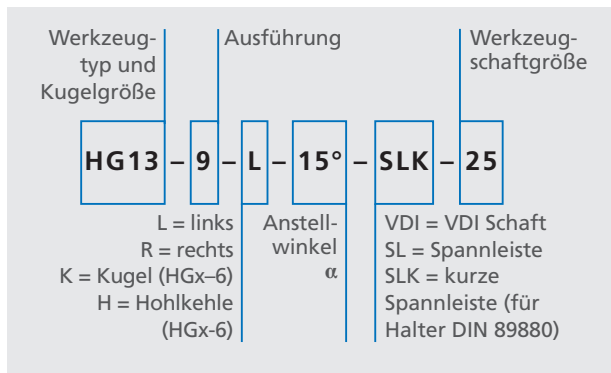 Werkzeug-
typ und
Kugelgröße
Ausführung
Werkzeug-
schaftgröße
HG13 – 9 – L – 15° – SLK – 25
L = links
R = rechts
K = Kugel (HGx–6)
H = Hohlkehle
(HGx-6)
Anstell-
winkel
α
VDI = VDI Schaft
SL = Spannleiste
SLK = kurze
Spannleiste (für
Halter DIN 89880)